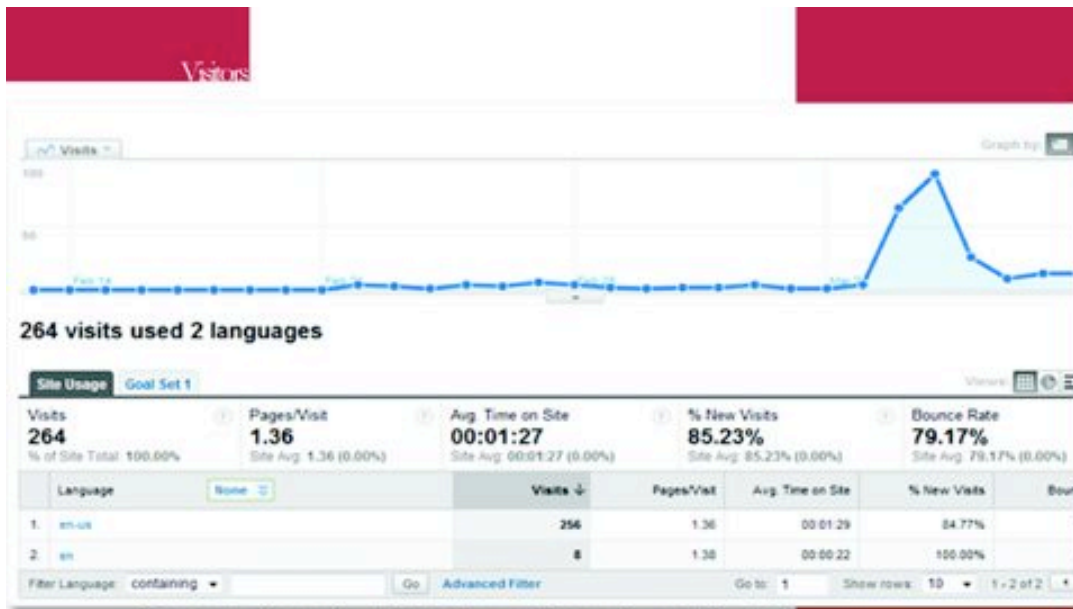 Visitors
Visits
Graph by:
100
50
Feb 14
264 visits used 2 languages
Site Usage Goal Set 1
Views:
Visits Pages/Visit Avg. Time on Site % New Visits Bounce Rate
264 1.36 00:01:27 85.23% 79.17%
% of Site Total: 100.00% Site Avg: 1.36 (0.00%) Site Avg: 00:01:27 (0.00%) Site Avg: 85.23% (0.00%) Site Avg: 79.17% (0.00%)
Language None Visits ↓ Pages/Visit Avg. Time on Site % New Visits
1. en-us 256 1.36 00:01:29 84.77%
2. en 8 1.38 00:00:22 100.00%
Filter Language: containing Go Advanced Filter Go to: 1 Show rows: 10 1 - 2 of 2